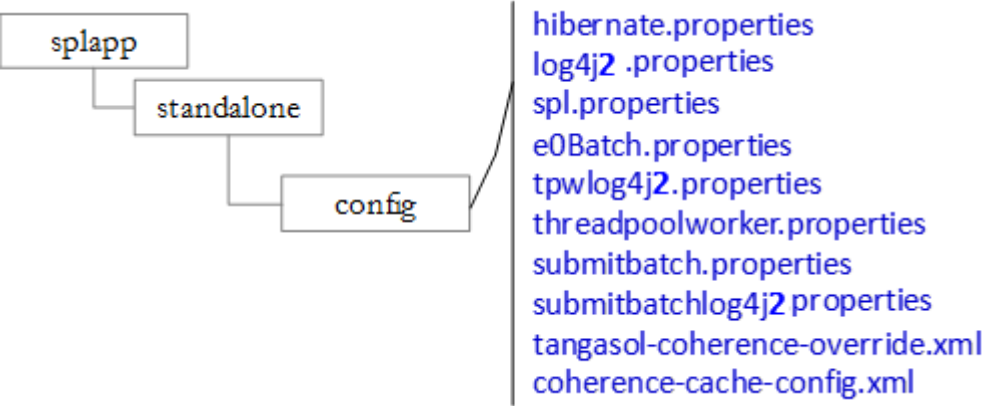 splapp
standalone
config
hibernate.properties
log4j2 .properties
spl.properties
e0Batch.properties
tpwlog4j2.properties
threadpoolworker.properties
submitbatch.properties
submitbatchlog4j2 properties
tangasol-coherence-override.xml
coherence-cache-config.xml